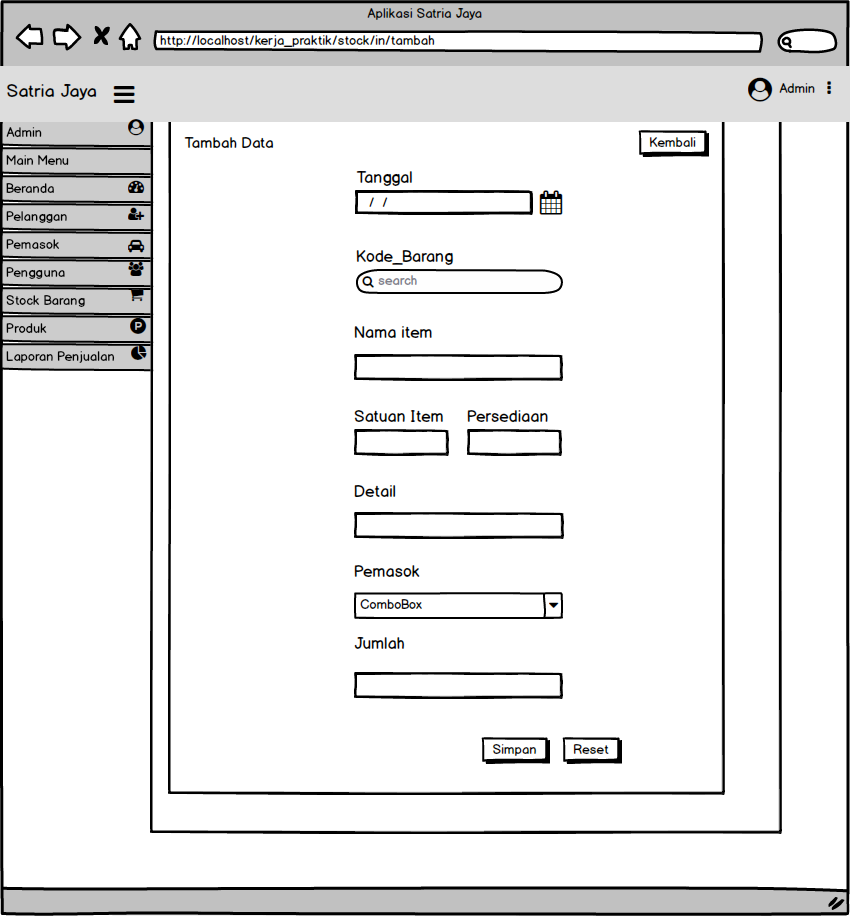 Aplikasi Satria Jaya
http://localhost/kerja_praktik/stock/in/tambah
Satria Jaya
Admin
Admin
Main Menu
Beranda
Pelanggan
Pemasok
Pengguna
Stock Barang
Produk
P
Laporan Penjualan
Tambah Data
Kembali
Tanggal
/ /
Kode_Barang
search
Nama item
Satuan Item Persediaan
Detail
Pemasok
ComboBox
Jumlah
Simpan Reset